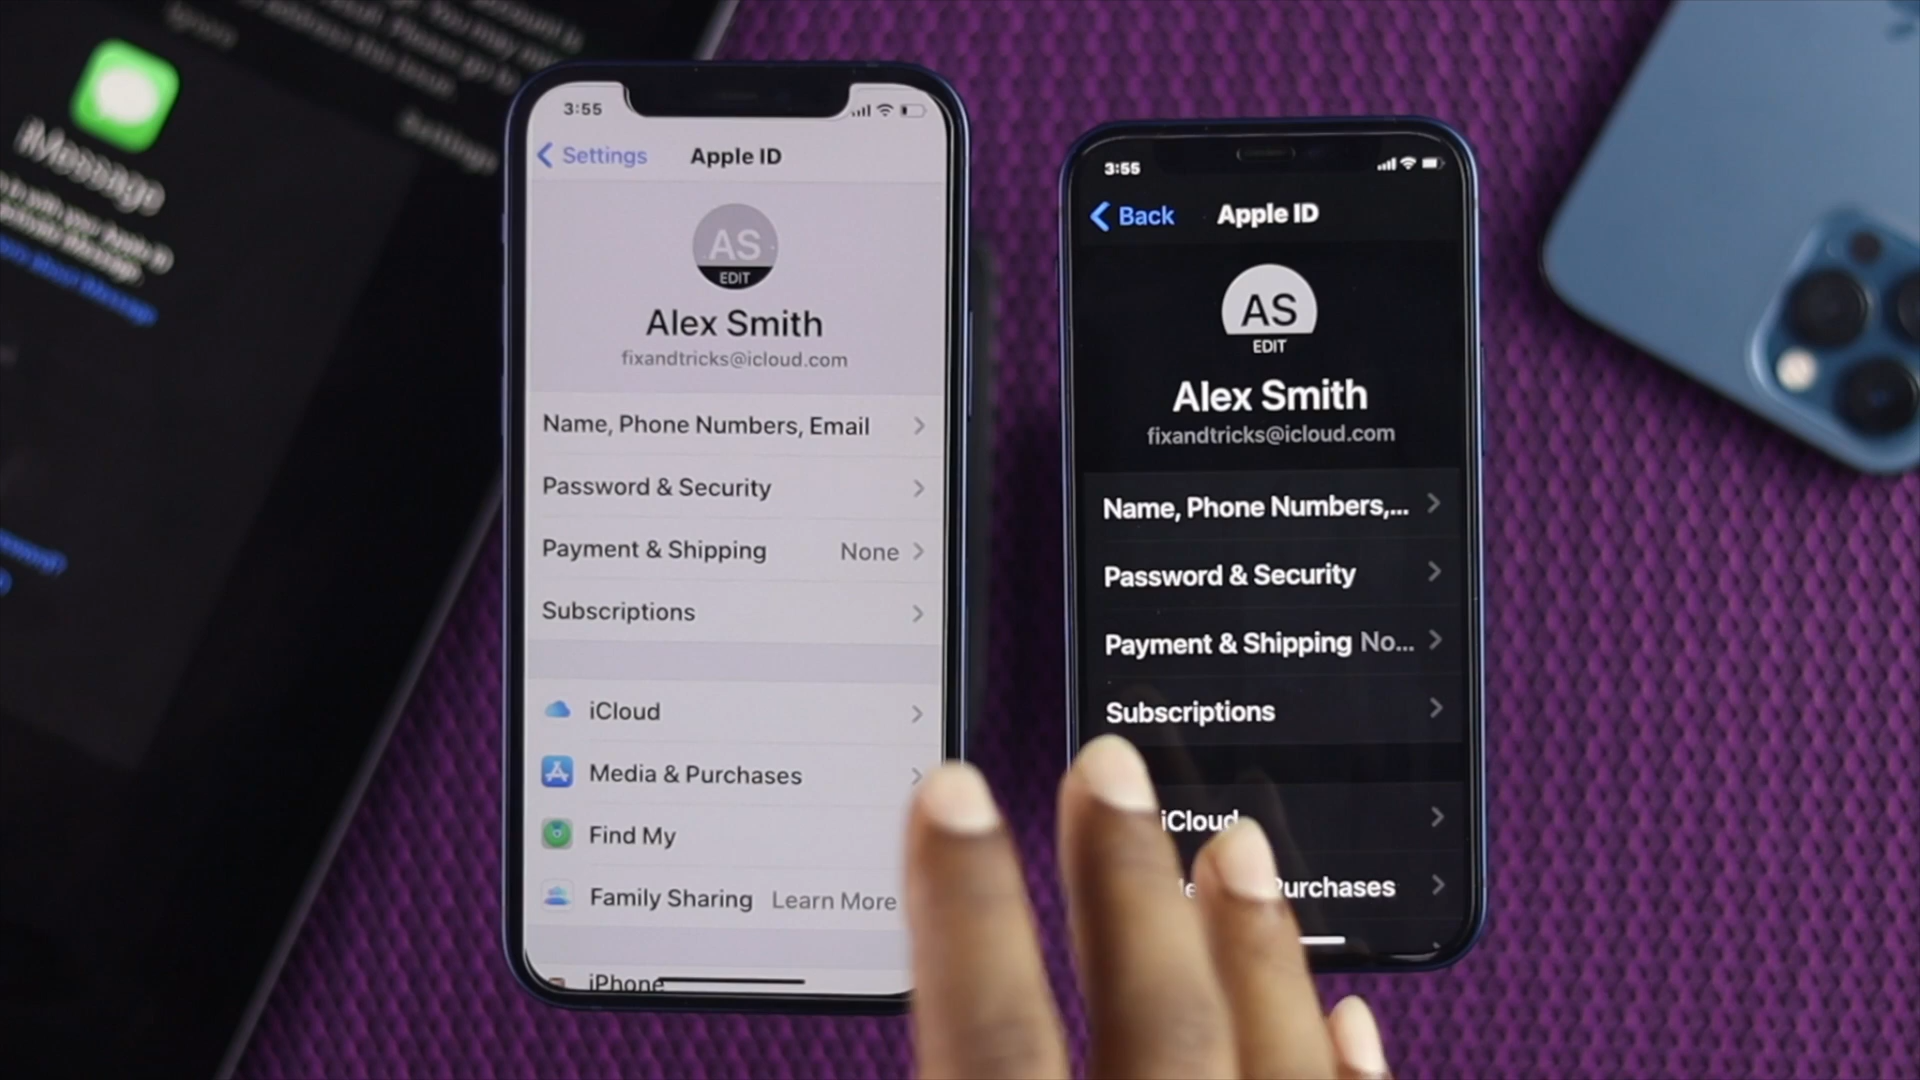 Ignore
Settings
iMessage
3:55
Settings
Apple ID
AS
EDIT
Alex Smith
fixandtricks@icloud.com
Name, Phone Numbers, Email
Password & Security
Payment & Shipping None
Subscriptions
iCloud
Media & Purchases
Find My
Family Sharing Learn More
iPhone
3:55
Back
Apple ID
AS
EDIT
Alex Smith
fixandtricks@icloud.com
Name, Phone Numbers,...
Password & Security
Payment & Shipping No...
Subscriptions
iCloud
Purchases